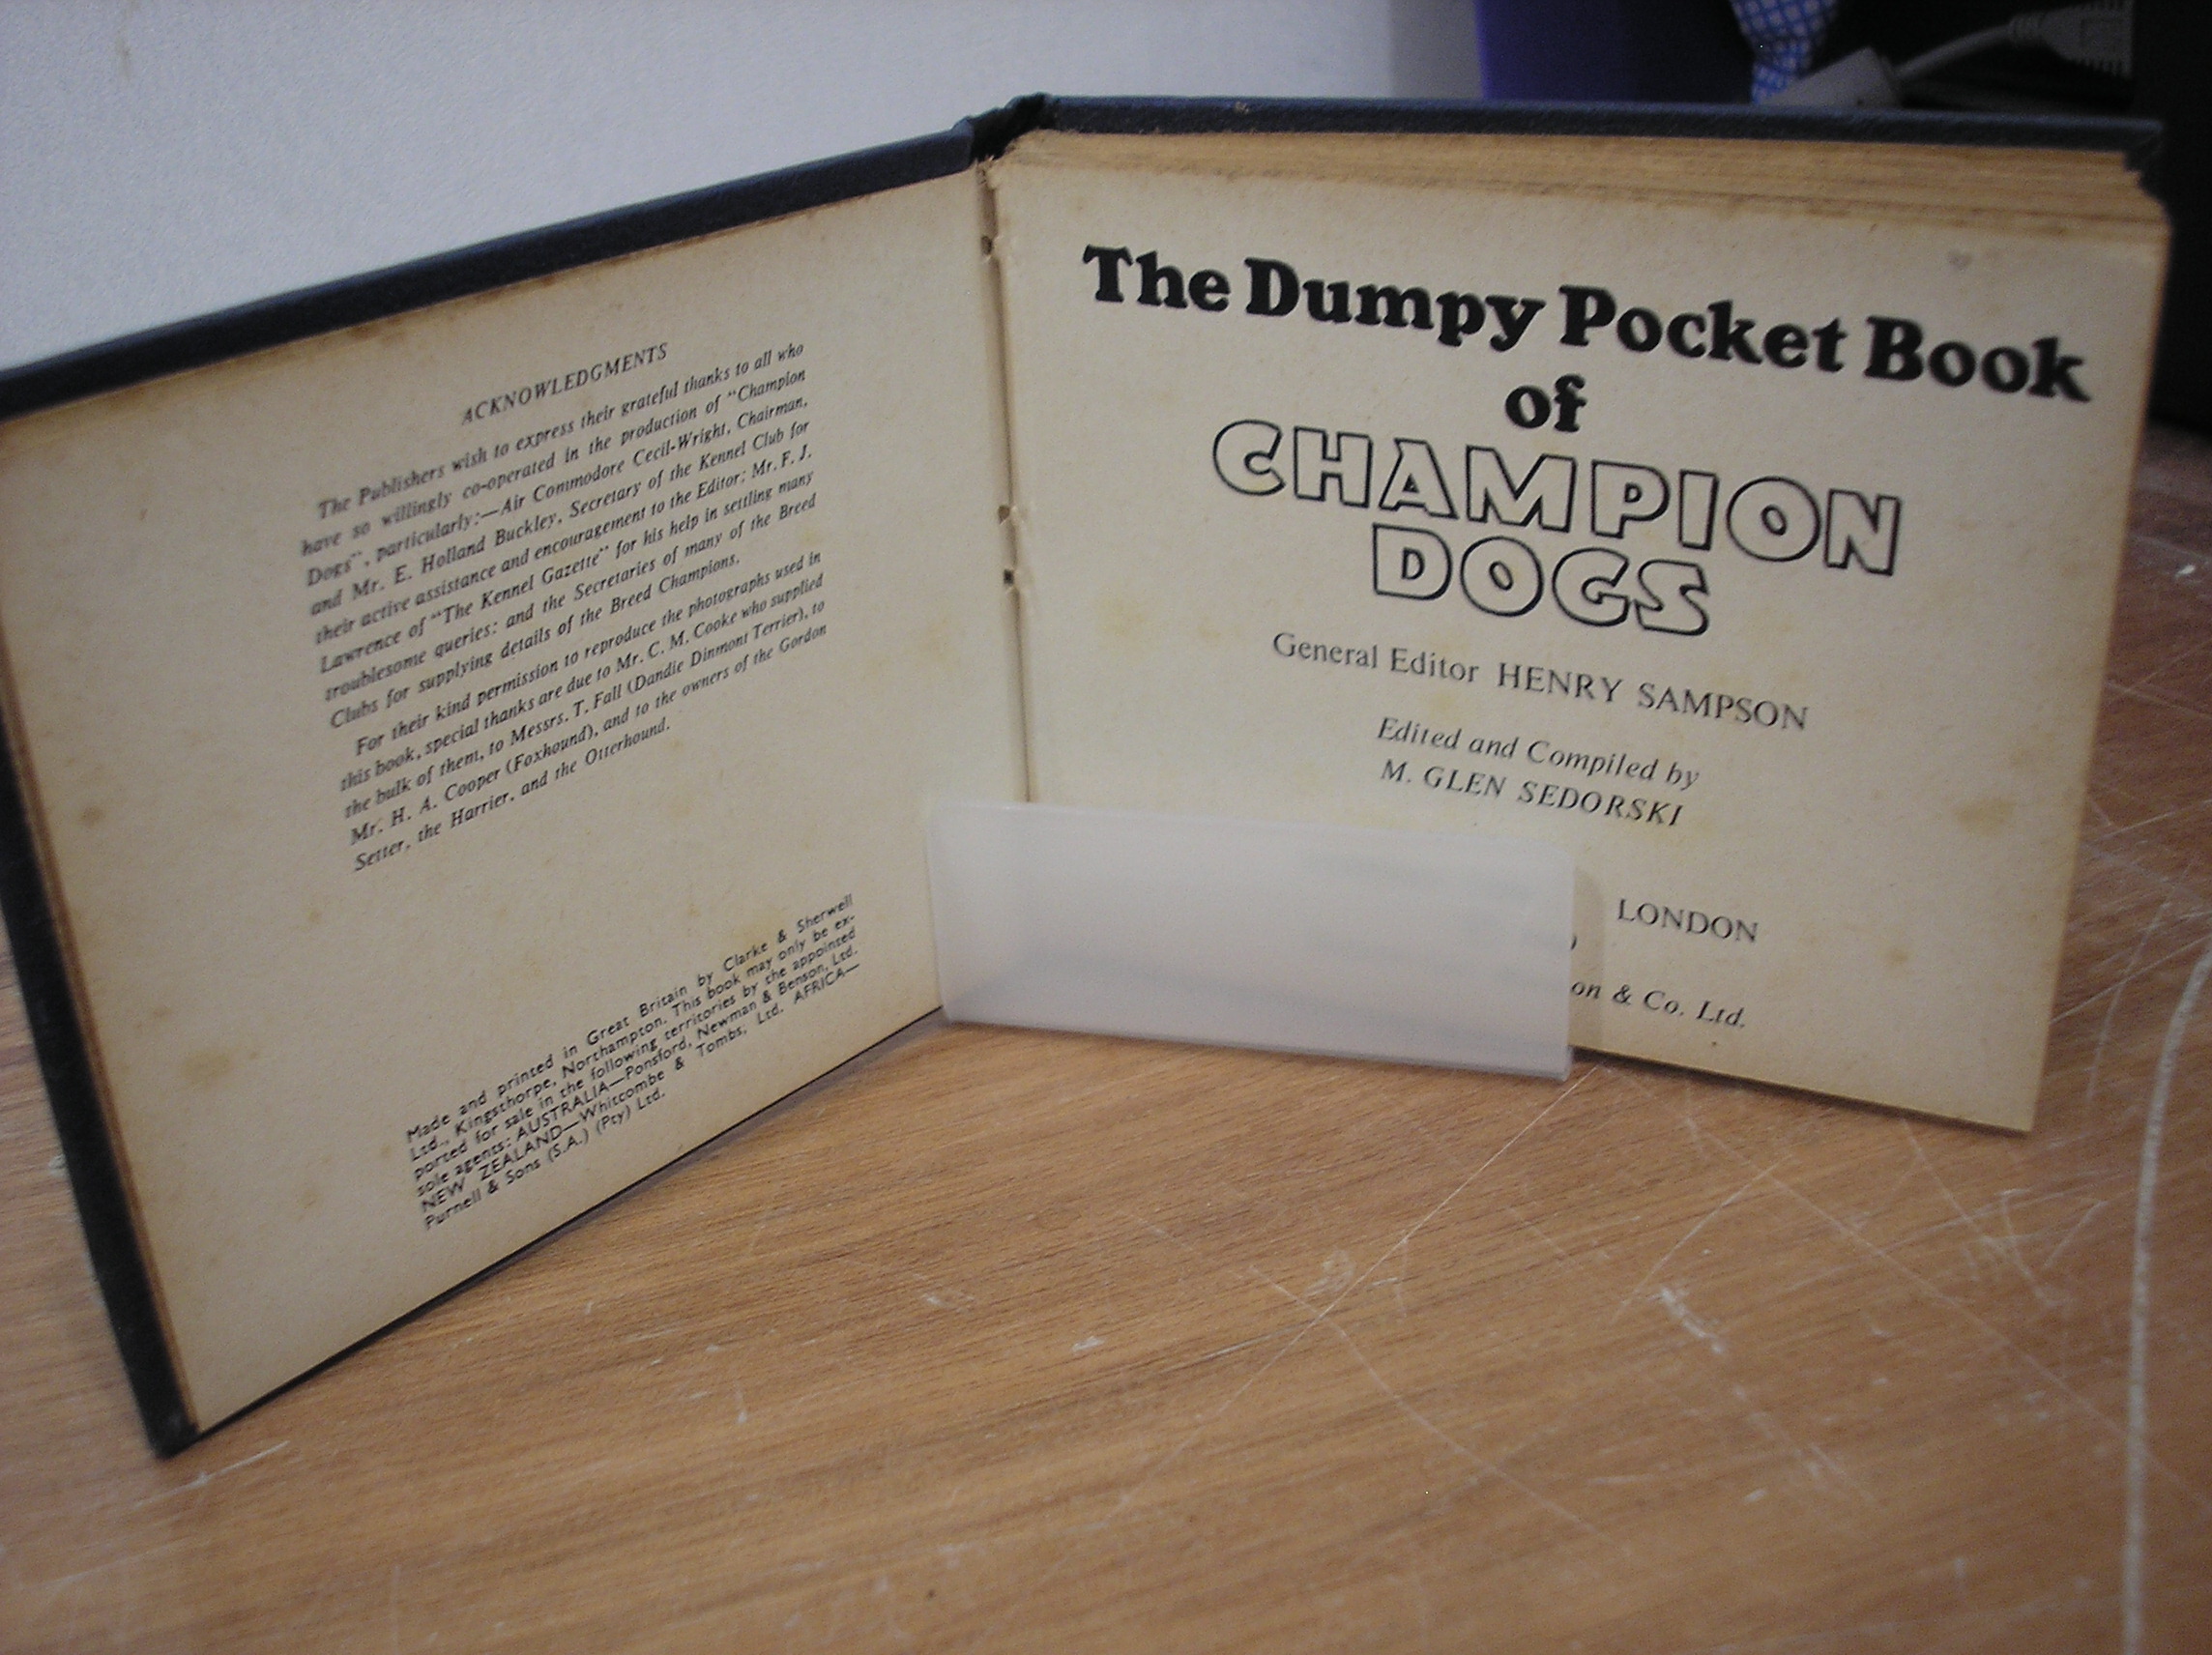 ACKNOWLEDGMENTS
The Publishers wish to express their grateful thanks to all who
have so willingly co-operated in the production of "Champion
Dogs", particularly:—Air Commodore Cecil-Wright, Chairman,
and Mr. E. Holland Buckley, Secretary of the Kennel Club for
their active assistance and encouragement to the Editor; Mr. F. J.
Lawrence of "The Kennel Gazette" for his help in settling many
troublesome queries; and the Secretaries of many of the Breed
Clubs for supplying details of the Breed Champions.
For their kind permission to reproduce the photographs used in
this book, special thanks are due to Mr. C. M. Cooke who supplied
the bulk of them, to Messrs. T. Fall (Dandie Dinmont Terrier), to
Mr. H. A. Cooper (Foxhound), and to the owners of the Gordon
Setter, the Harrier, and the Otterhound.
Made and printed in Great Britain by Clarke & Sherwell
Ltd., Kingsthorpe, Northampton. This book may only be ex-
ported for sale in the following territories by the appointed
sole agents: AUSTRALIA—Ponsford, Newman & Benson, Ltd.
NEW ZEALAND—Whitcombe & Tombs, Ltd. AFRICA—
Purnell & Sons (S.A.) (Pty) Ltd.
The Dumpy Pocket Book
of
CHAMPION
DOGS
General Editor HENRY SAMPSON
Edited and Compiled by
M. GLEN SEDORSKI
LONDON
on & Co. Ltd.